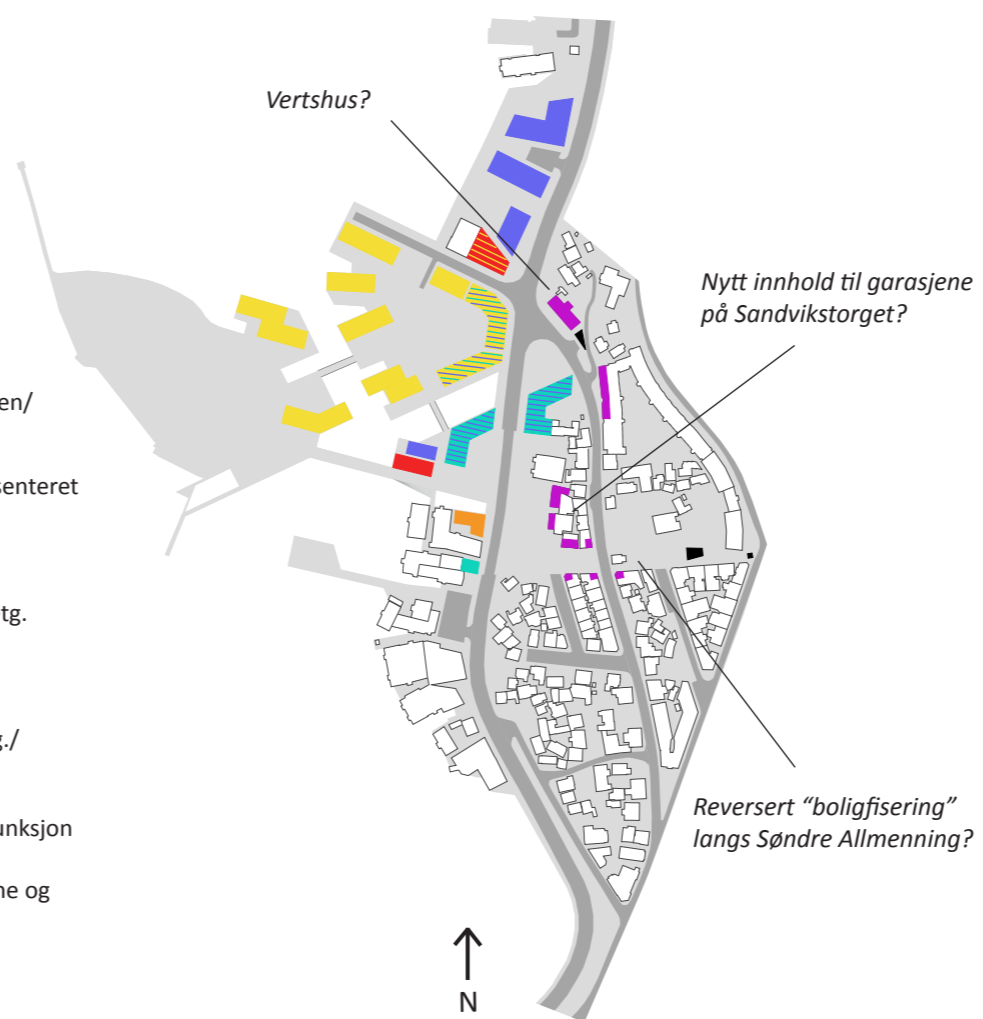 Vertshus?
Nytt innhold til garasjene
på Sandvikstorget?
en/
senteret
tg.
g./
unksjon
ne og
Reversert “boligfisering”
langs Søndre Allmenning?
N